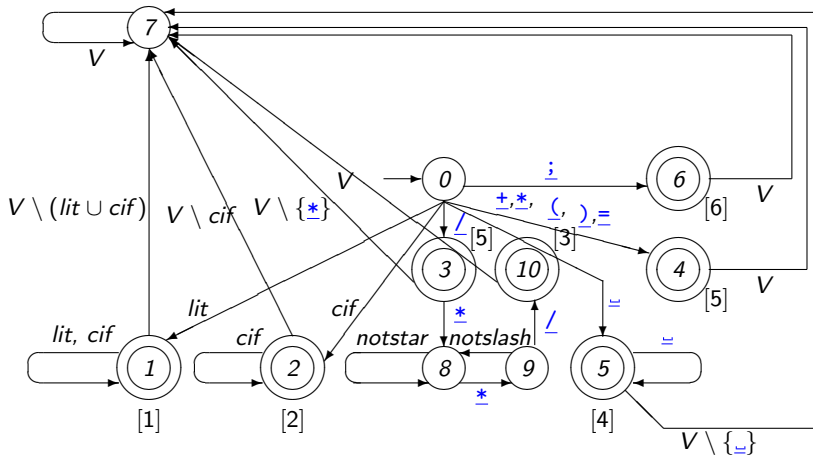 7
V
V
0
;
6
[6]
V
V \ (lit ∪ cif)
V \ cif
V \ {*}
+,*,
(, ),=
/
[5]
[3]
3
10
4
[5]
V
lit
cif
*
/
␣
lit, cif
cif
notstar
notslash
␣
1
2
8
9
5
*
[1]
[2]
[4]
V \ {␣}